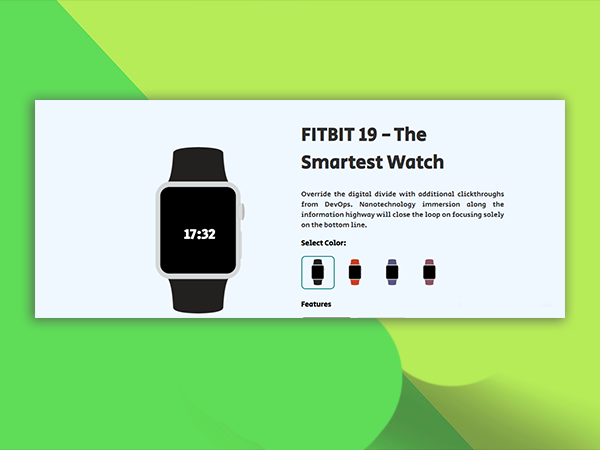 FITBIT 19 - The
Smartest Watch
Override the digital divide with additional clickthroughs
from DevOps. Nanotechnology immersion along the
information highway will close the loop on focusing solely
on the bottom line.
17:32
Select Color:
Features